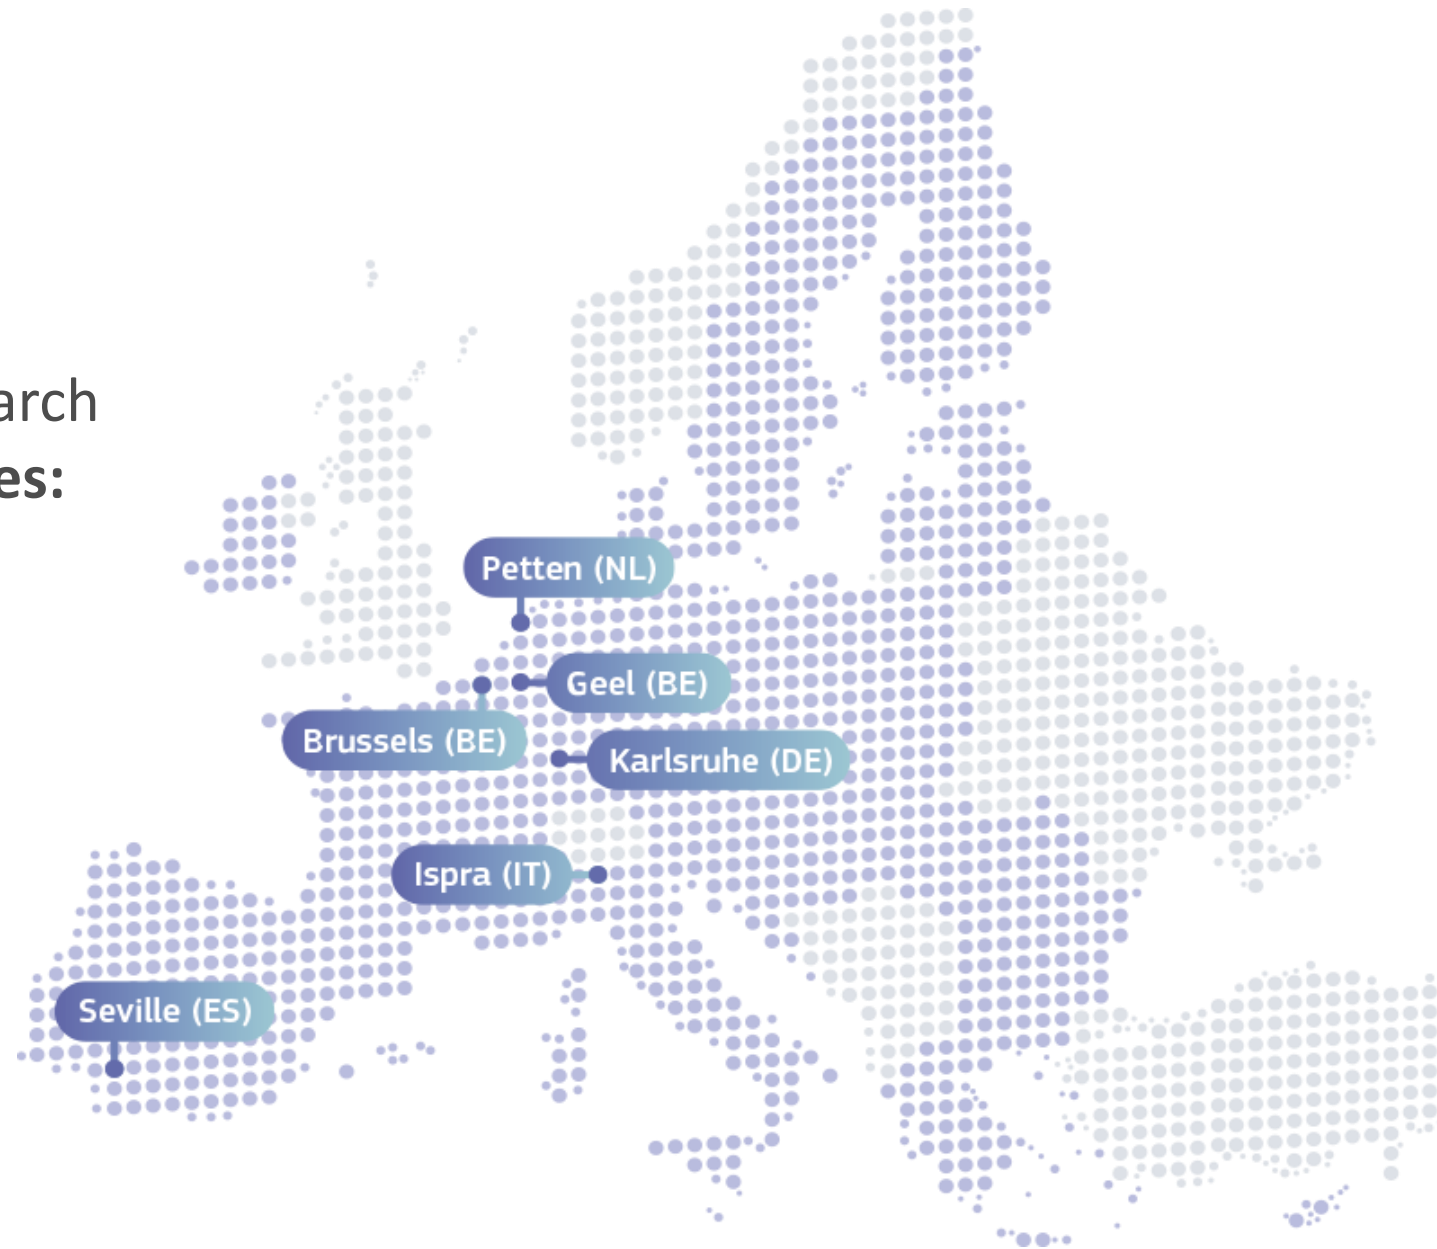 arch
es:
Petten (NL)
Geel (BE)
Brussels (BE)
Karlsruhe (DE)
Ispra (IT)
Seville (ES)